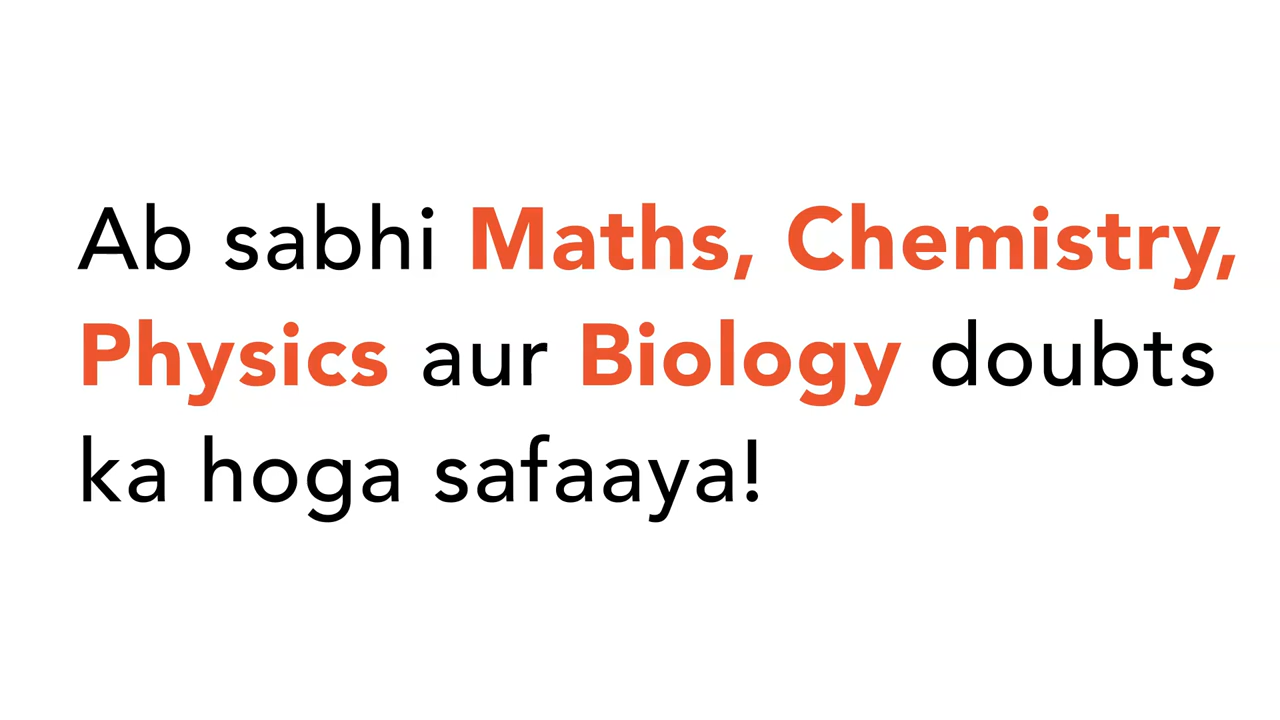 Ab sabhi Maths, Chemistry,
Physics aur Biology doubts
ka hoga safaaya!